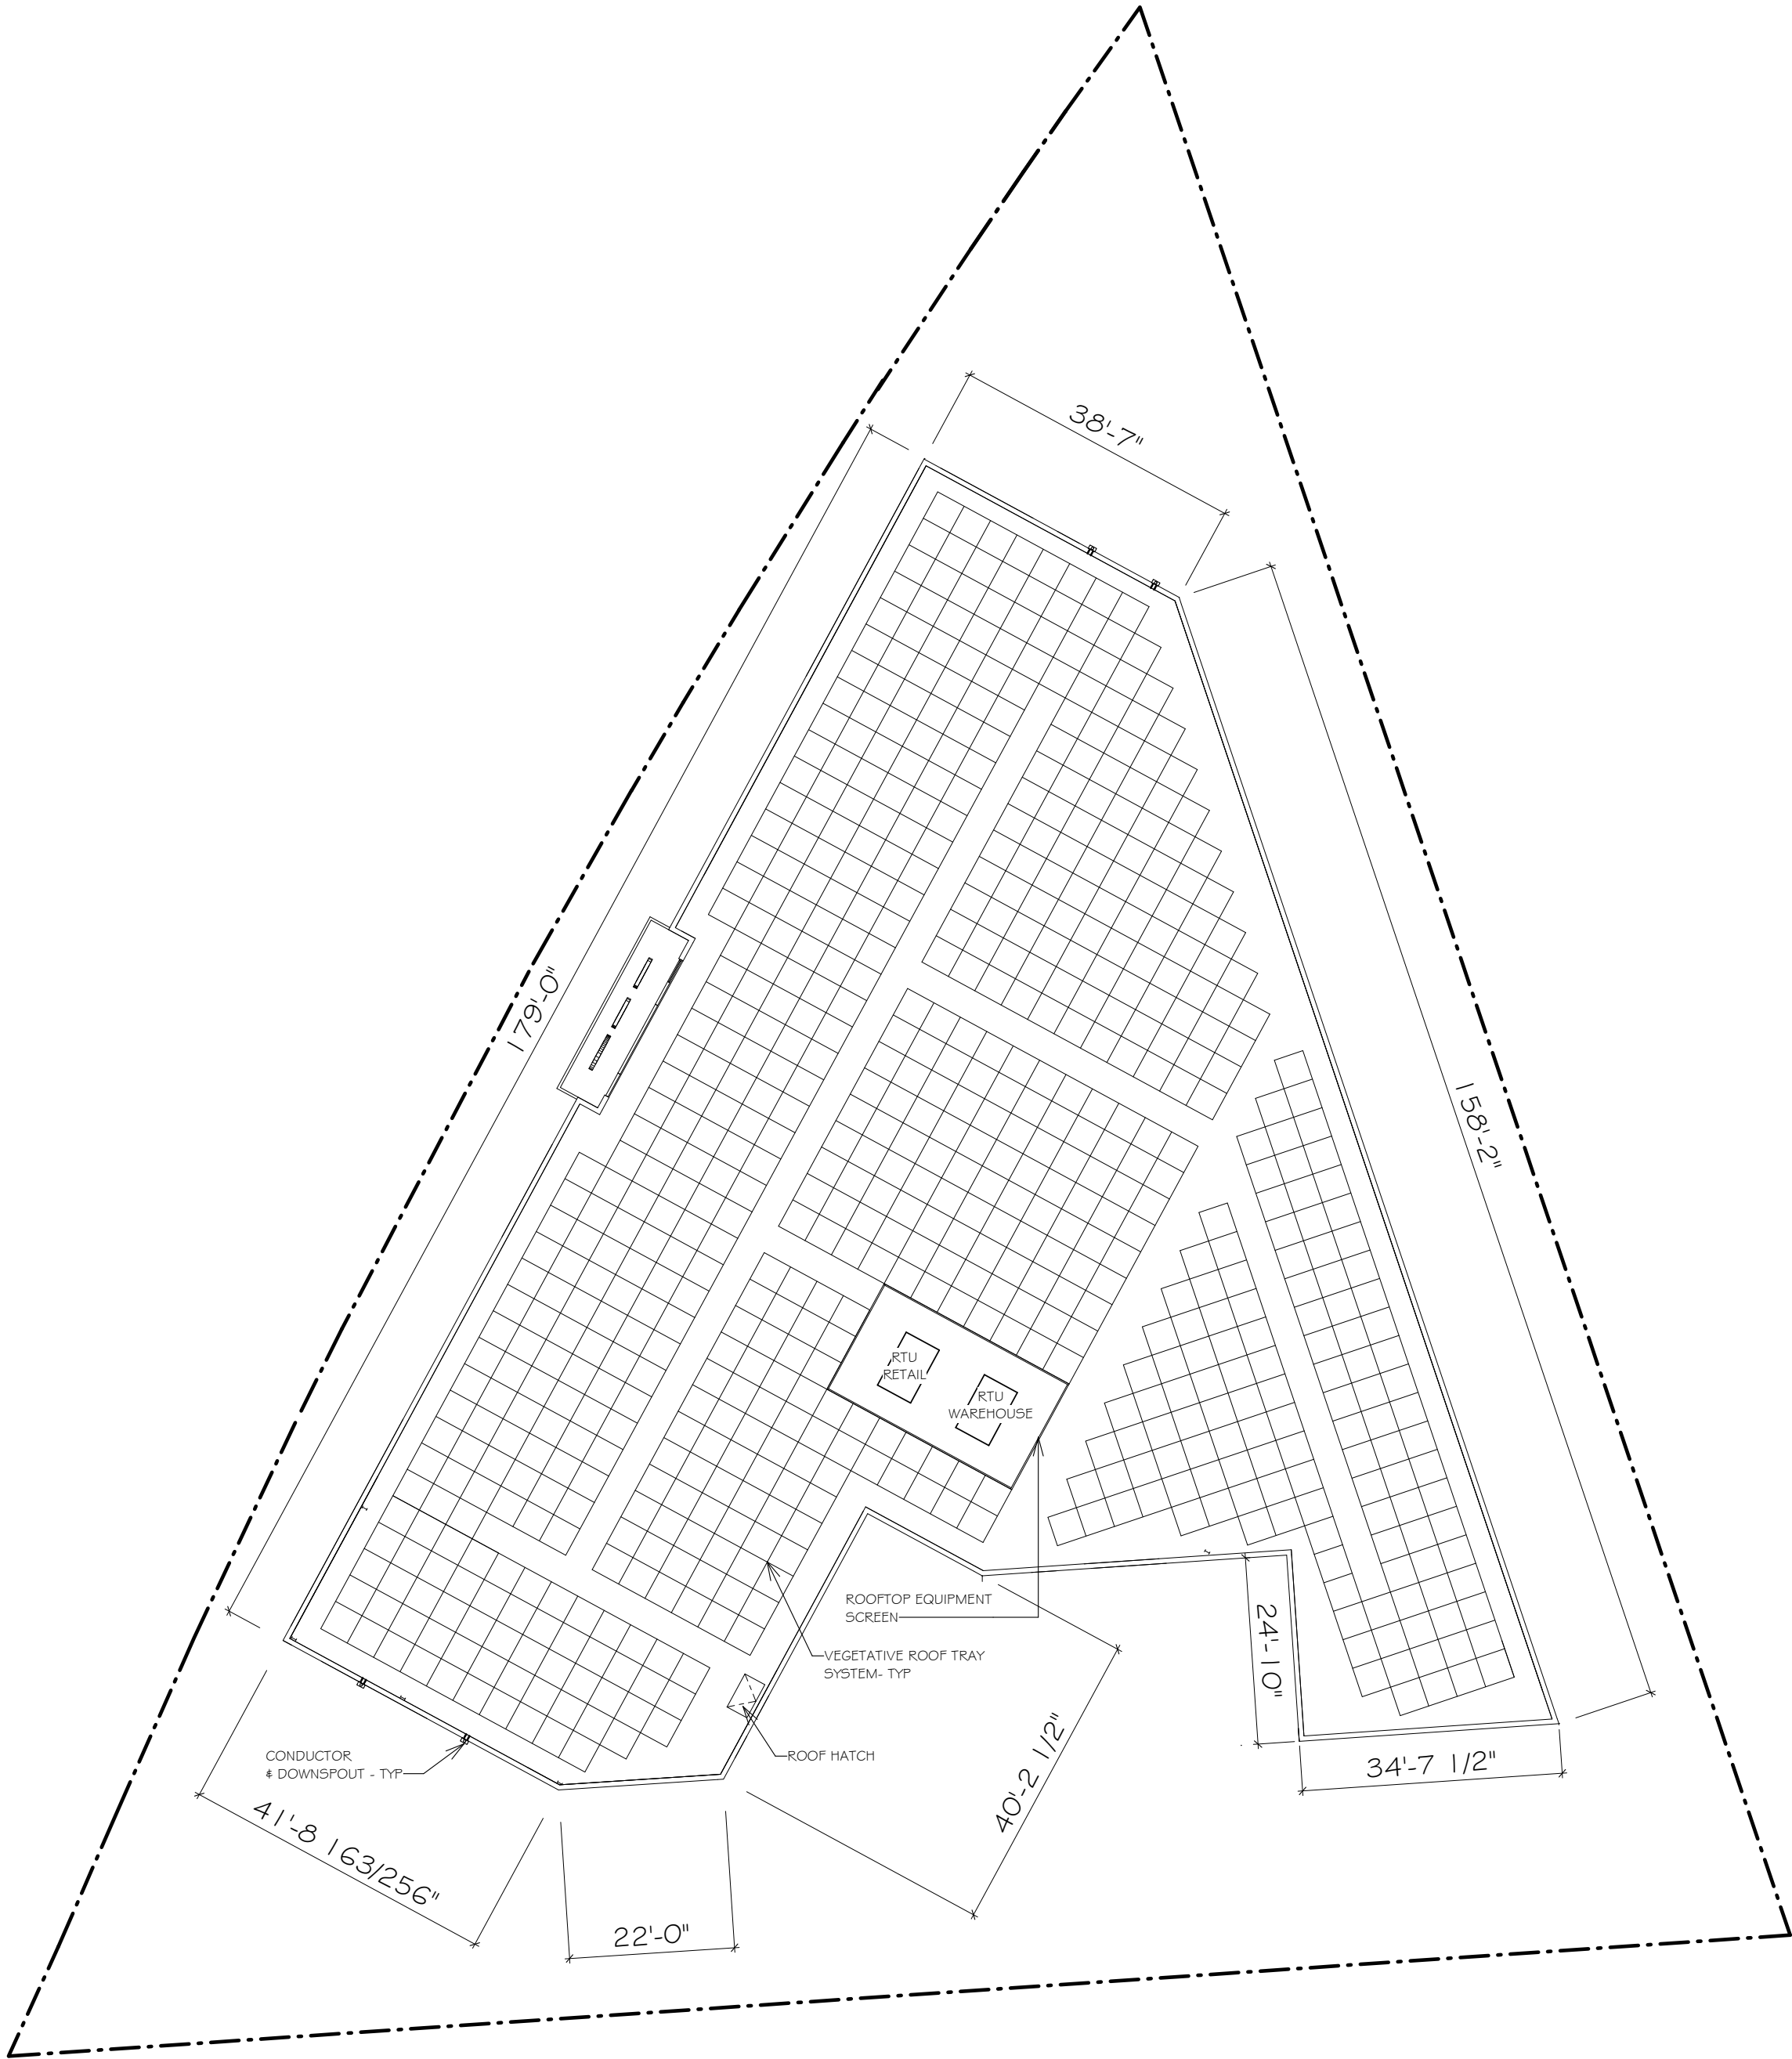 38'-7"
179'-0"
158'-2"
RTU
RETAIL
RTU
WAREHOUSE
ROOFTOP EQUIPMENT
SCREEN
VEGETATIVE ROOF TRAY
SYSTEM- TYP
24'-10"
CONDUCTOR
& DOWNSPOUT - TYP
ROOF HATCH
40'-2 1/2"
34'-7 1/2"
41'-8 163/256"
22'-0"